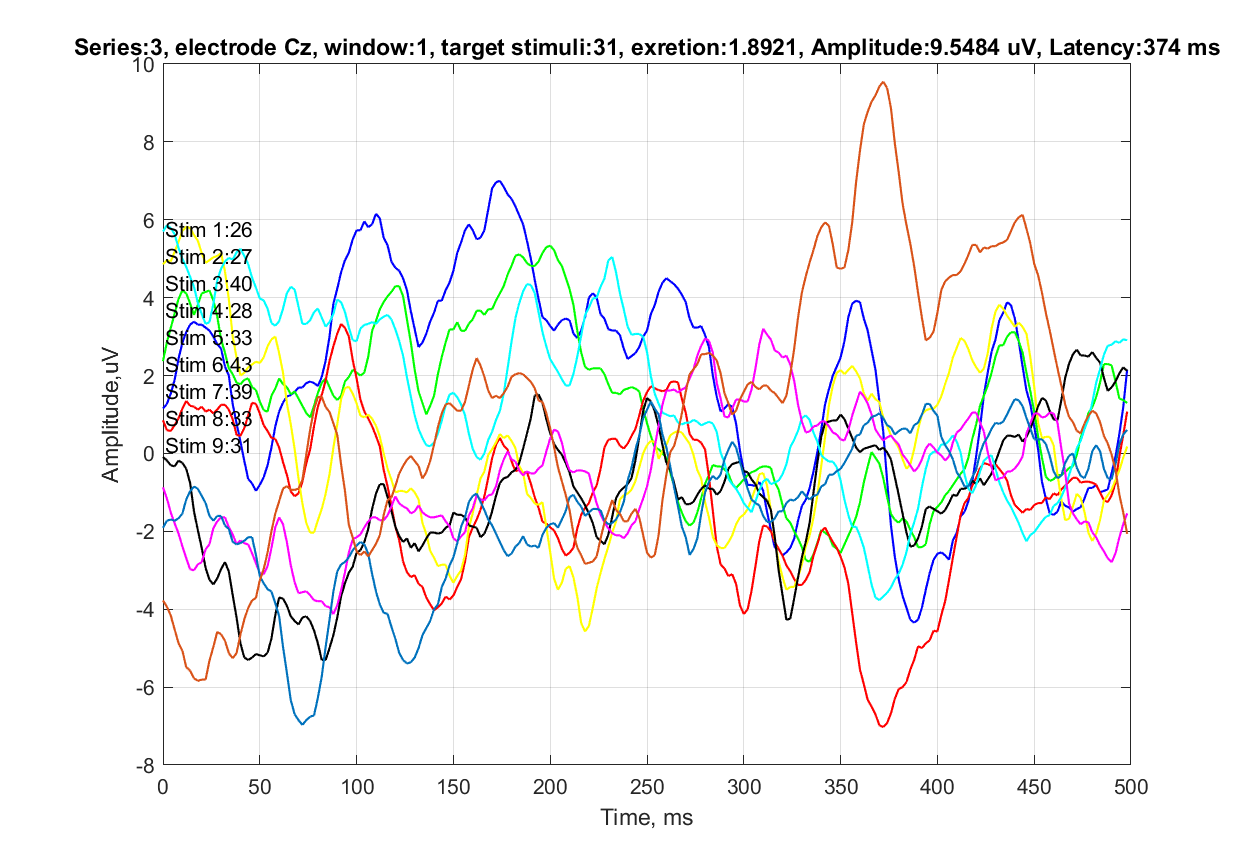 Series:3, electrode Cz, window:1, target stimuli:31, exretion:1.8921, Amplitude:9.5484 uV, Latency:374 ms
10
8
6
4
2
0
-2
-4
-6
-8
Amplitude,uV
Stim 1:26
Stim 2:27
Stim 3:40
Stim 4:28
Stim 5:33
Stim 6:43
Stim 7:39
Stim 8:33
Stim 9:31
0 50 100 150 200 250 300 350 400 450 500
Time, ms